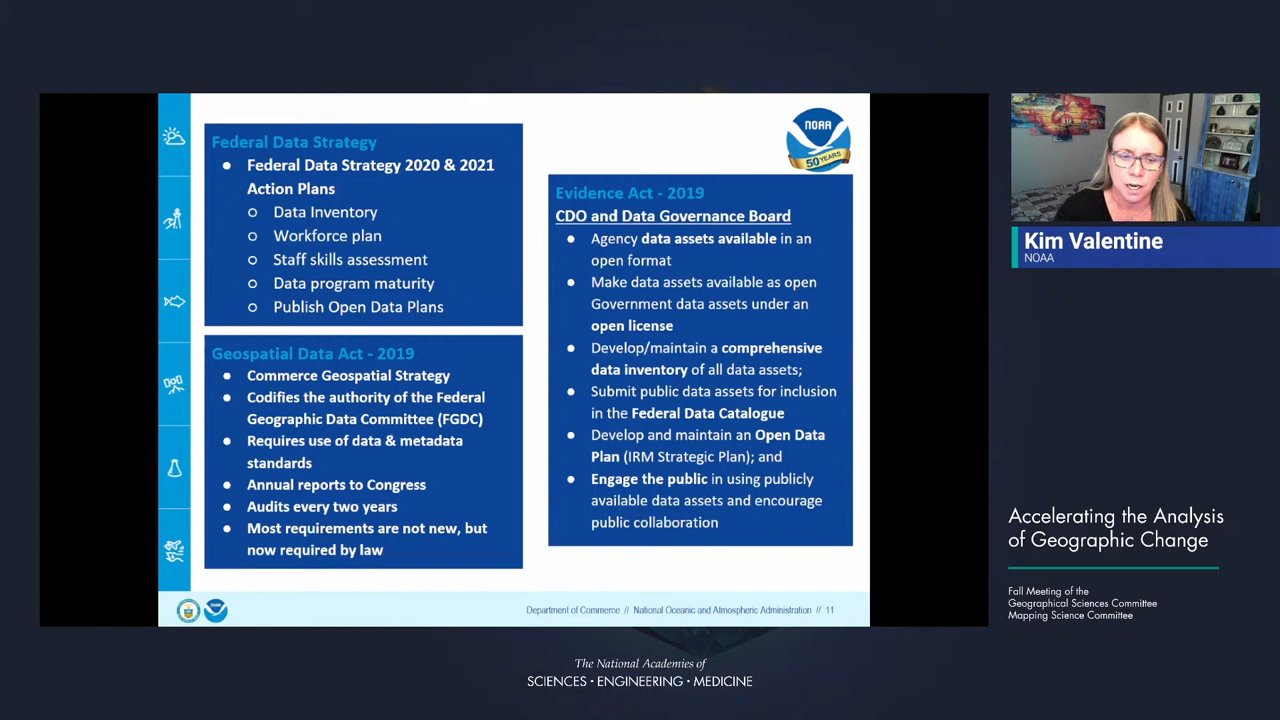 Federal Data Strategy
● Federal Data Strategy 2020 & 2021
Action Plans
○ Data Inventory
○ Workforce plan
○ Staff skills assessment
○ Data program maturity
○ Publish Open Data Plans
Geospatial Data Act - 2019
● Commerce Geospatial Strategy
● Codifies the authority of the Federal
Geographic Data Committee (FGDC)
● Requires use of data & metadata
standards
● Annual reports to Congress
● Audits every two years
● Most requirements are not new, but
now required by law
NOAA
50 YEARS
Evidence Act - 2019
CDO and Data Governance Board
● Agency data assets available in an
open format
● Make data assets available as open
Government data assets under an
open license
● Develop/maintain a comprehensive
data inventory of all data assets;
● Submit public data assets for inclusion
in the Federal Data Catalogue
● Develop and maintain an Open Data
Plan (IRM Strategic Plan); and
● Engage the public in using publicly
available data assets and encourage
public collaboration
Department of Commerce // National Oceanic and Atmospheric Administration // 11
Kim Valentine
NOAA
Accelerating the Analysis
of Geographic Change
Fall Meeting of the
Geographical Sciences Committee
Mapping Science Committee
The National Academies of
SCIENCES · ENGINEERING · MEDICINE